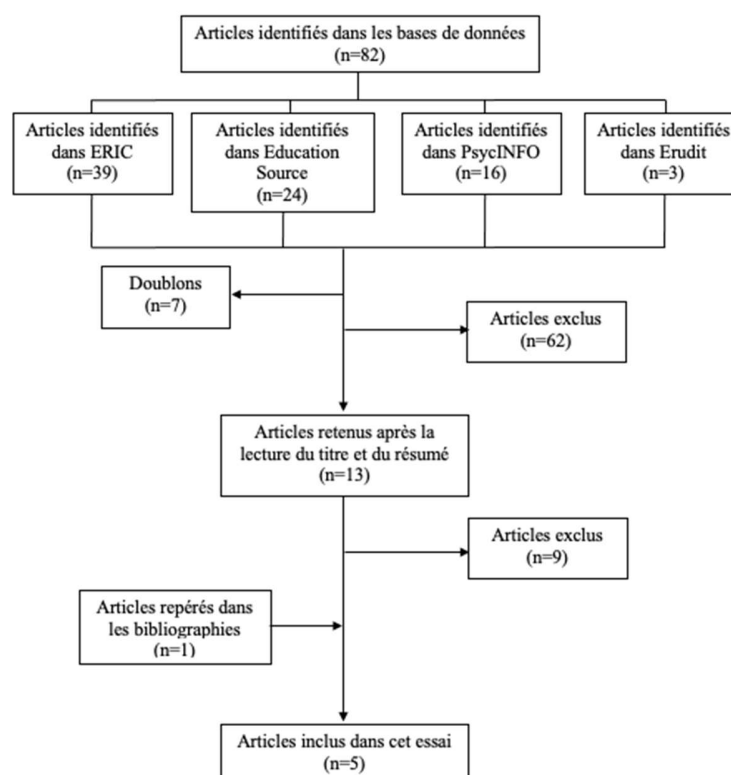 Articles identifiés dans les bases de données
(n=82)
Articles identifiés
dans ERIC
(n=39)
Articles identifiés
dans Education
Source
(n=24)
Articles identifiés
dans PsycINFO
(n=16)
Articles identifiés
dans Erudit
(n=3)
Doublons
(n=7)
Articles exclus
(n=62)
Articles retenus après la
lecture du titre et du résumé
(n=13)
Articles exclus
(n=9)
Articles repérés dans
les bibliographies
(n=1)
Articles inclus dans cet essai
(n=5)